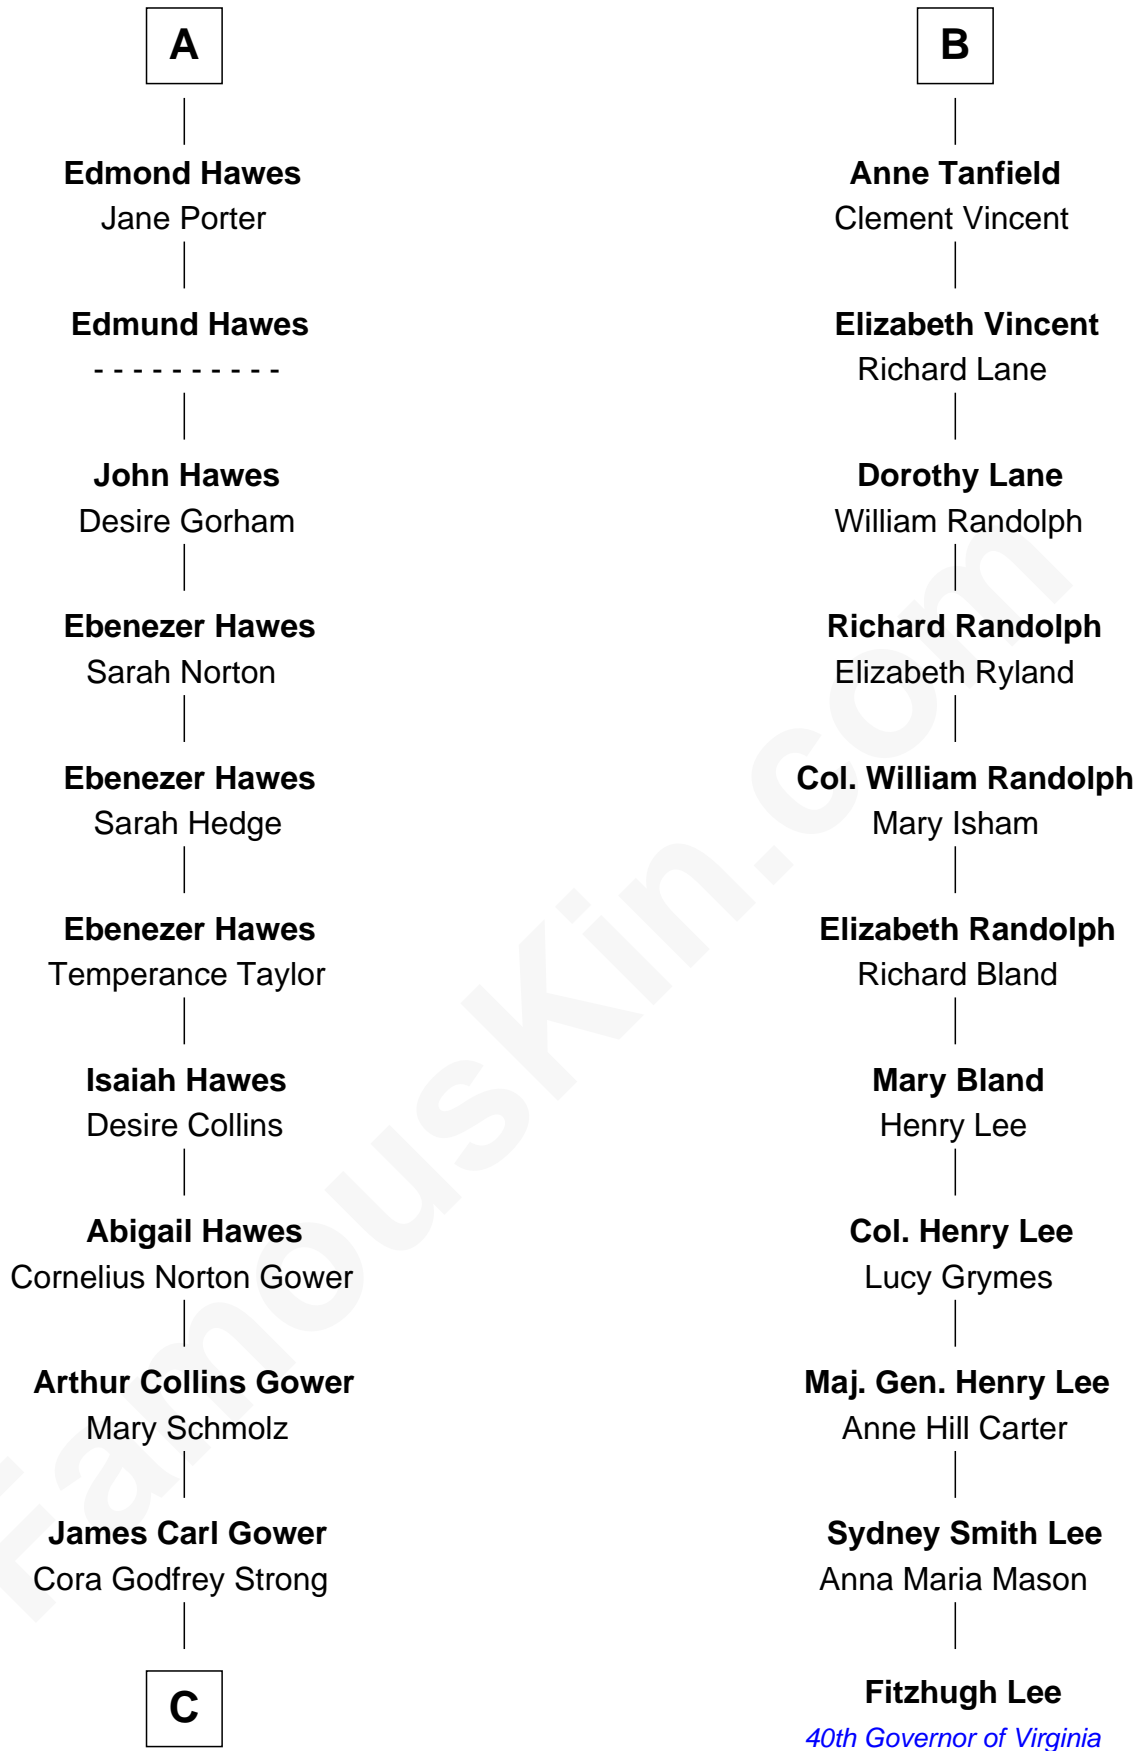 A
Edmond Hawes
Jane Porter
Edmund Hawes
- - - - - - - - - -
John Hawes
Desire Gorham
Ebenezer Hawes
Sarah Norton
Ebenezer Hawes
Sarah Hedge
Ebenezer Hawes
Temperance Taylor
Isaiah Hawes
Desire Collins
Abigail Hawes
Cornelius Norton Gower
Arthur Collins Gower
Mary Schmolz
James Carl Gower
Cora Godfrey Strong
C
B
Anne Tanfield
Clement Vincent
Elizabeth Vincent
Richard Lane
Dorothy Lane
William Randolph
Richard Randolph
Elizabeth Ryland
Col. William Randolph
Mary Isham
Elizabeth Randolph
Richard Bland
Mary Bland
Henry Lee
Col. Henry Lee
Lucy Grymes
Maj. Gen. Henry Lee
Anne Hill Carter
Sydney Smith Lee
Anna Maria Mason
Fitzhugh Lee
40th Governor of Virginia
FamousKin.com